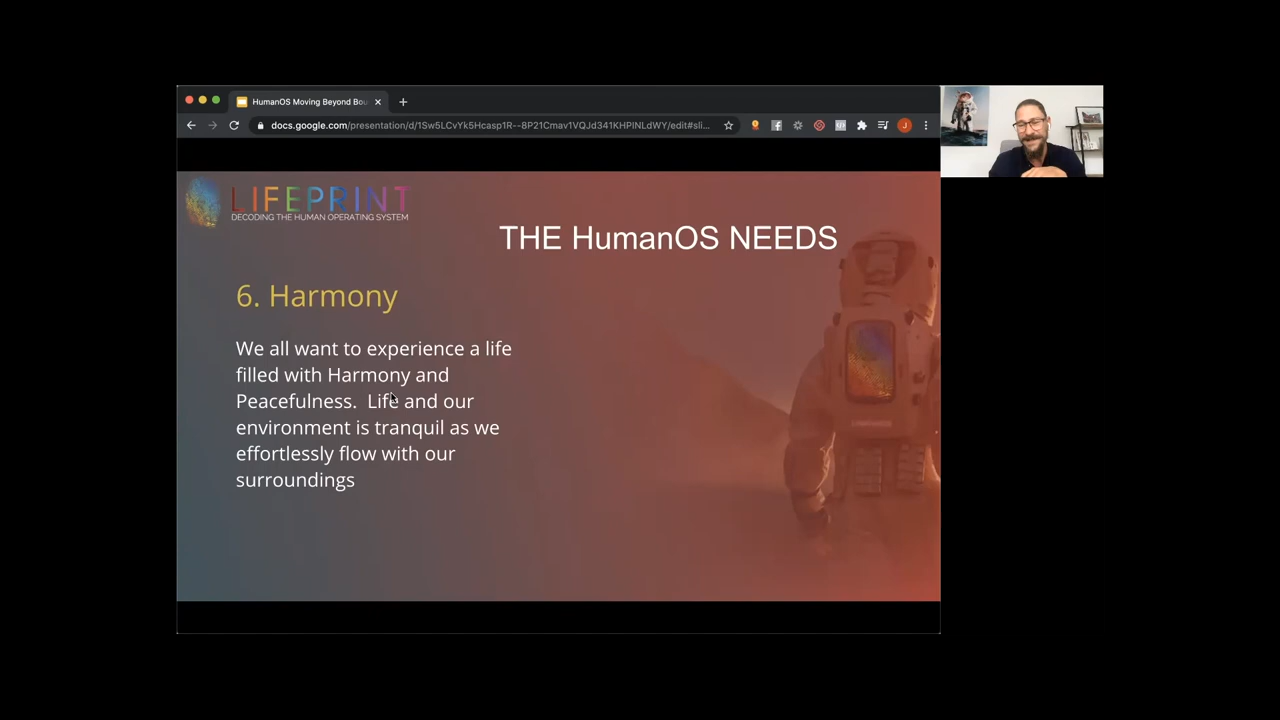 HumanOS Moving Beyond Bou
docs.google.com/presentation/d/1Sw5LCvYk5Hcasp1R--8P21Cmav1VQJd341KHPINLdWY/edit#sli...
J
LIFEPRINT
DECODING THE HUMAN OPERATING SYSTEM
THE HumanOS NEEDS
6. Harmony
We all want to experience a life
filled with Harmony and
Peacefulness. Life and our
environment is tranquil as we
effortlessly flow with our
surroundings